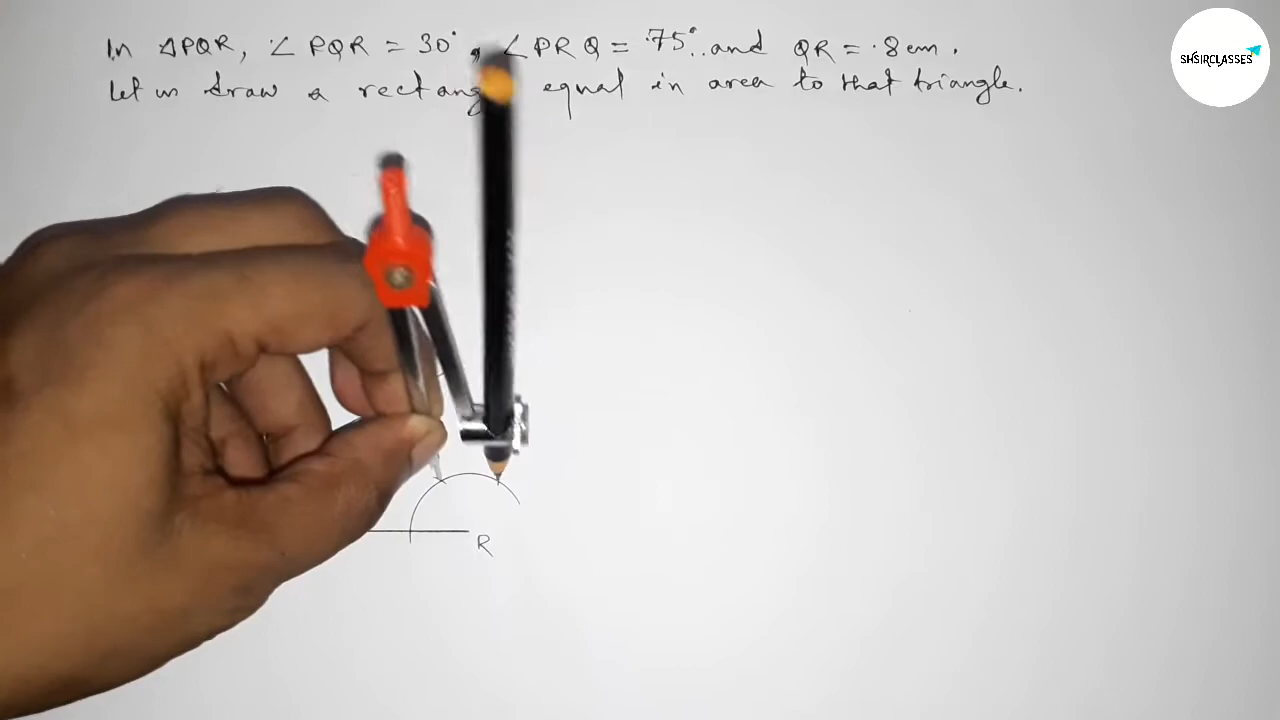 In ΔPQR, ∠PQR = 30°, ∠PRQ = 75°. and QR = 8 cm.
Let us draw a rectang equal in area to that triangle.
SHSIRCLASSES
R